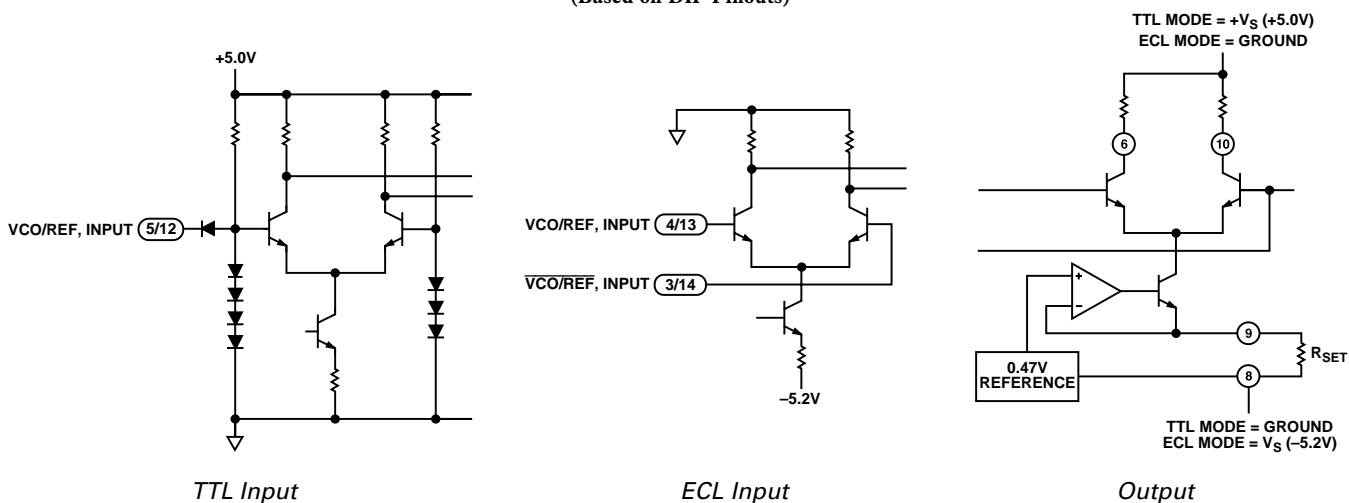 (Based on DIP Pinouts)
+5.0V
VCO/REF, INPUT 5/12
TTL Input
VCO/REF, INPUT 4/13
VCO/REF, INPUT 3/14
–5.2V
ECL Input
TTL MODE = +VS (+5.0V)
ECL MODE = GROUND
6
10
+
–
9
RSET
0.47V
REFERENCE
8
TTL MODE = GROUND
ECL MODE = VS (–5.2V)
Output